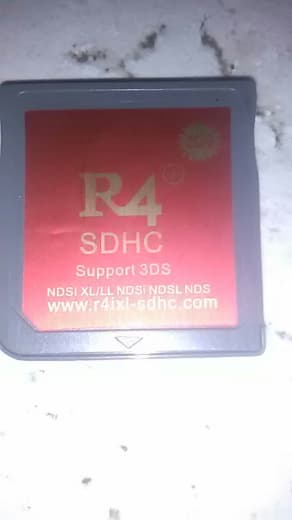 R4
SDHC
Support 3DS
NDSi XL/LL NDSi NDSL NDS
www.r4ixl-sdhc.com